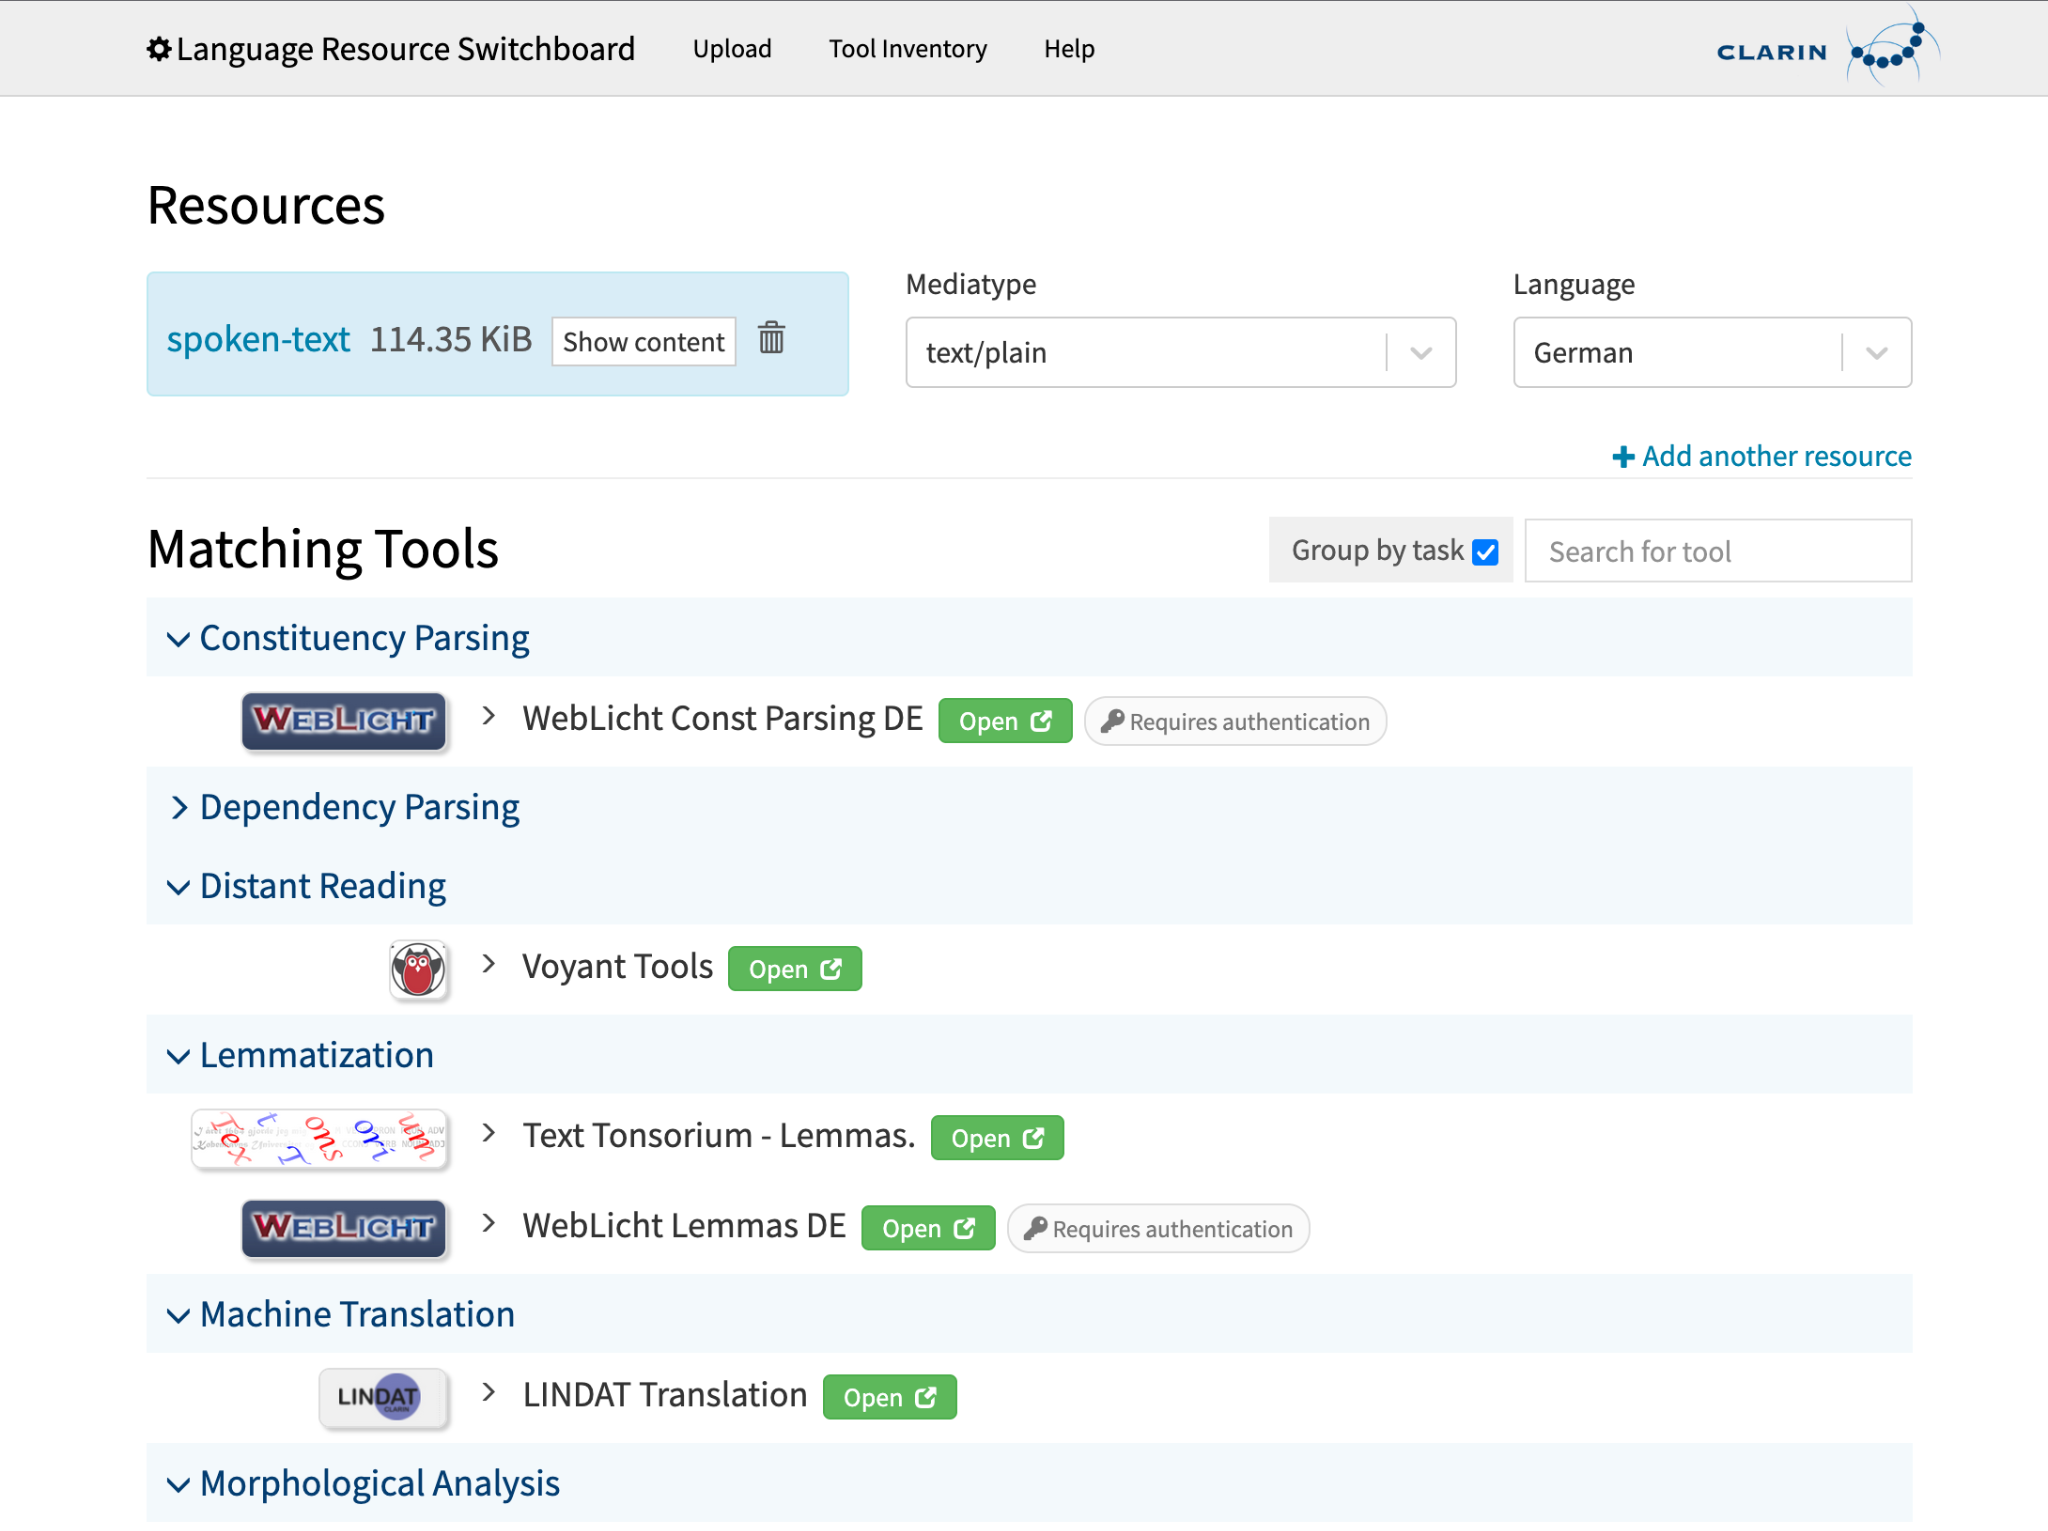 Language Resource Switchboard Upload Tool Inventory Help CLARIN
Resources
Mediatype Language
spoken-text 114.35 KiB Show content text/plain German
Add another resource
Matching Tools Group by task Search for tool
Constituency Parsing
WEBLICHT WebLicht Const Parsing DE Open Requires authentication
Dependency Parsing
Distant Reading
Voyant Tools Open
Lemmatization
Text Tonsorium - Lemmas. Open
WEBLICHT WebLicht Lemmas DE Open Requires authentication
Machine Translation
LINDAT CLARIN LINDAT Translation Open
Morphological Analysis